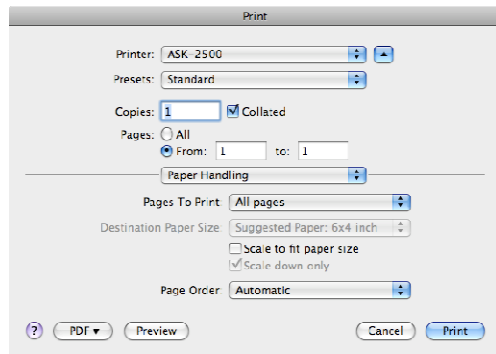 Print
Printer: ASK-2500
Presets: Standard
Copies: 1 Collated
Pages: All
From: 1 to: 1
Paper Handling
Pages To Print: All pages
Destination Paper Size: Suggested Paper: 6x4 inch
Scale to fit paper size
Scale down only
Page Order: Automatic
? PDF Preview Cancel Print